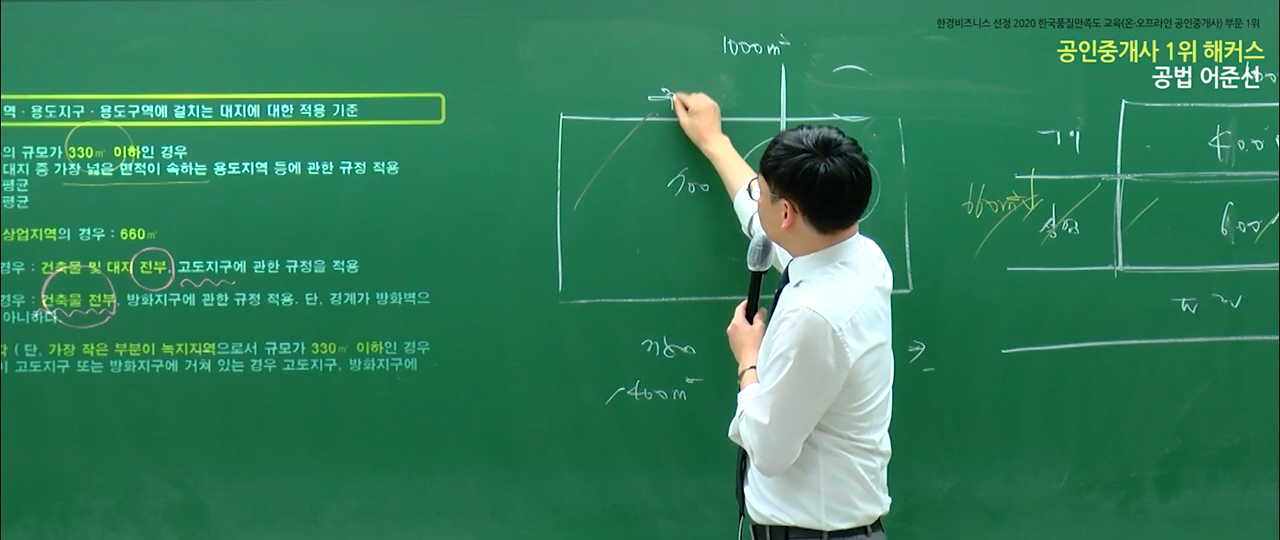 한경비즈니스 선정 2020 한국품질만족도 교육(온·오프라인 공인중개사) 부문 1위
공인중개사 1위 해커스
공법 어준선
역·용도지구·용도구역에 걸치는 대지에 대한 적용 기준
의 규모가 330㎡ 이하인 경우
대지 중 가장 넓은 면적이 속하는 용도지역 등에 관한 규정 적용
평균
평균
상업지역의 경우 : 660㎡
경우 : 건축물 및 대지 전부, 고도지구에 관한 규정을 적용
경우 : 건축물 전부, 방화지구에 관한 규정 적용. 단, 경계가 방화벽으
아니하다.
각 ( 단, 가장 작은 부분이 녹지지역으로서 규모가 330㎡ 이하인 경우
이 고도지구 또는 방화지구에 거쳐 있는 경우 고도지구, 방화지구에
1000㎡
500
400㎡
660㎡↓
600